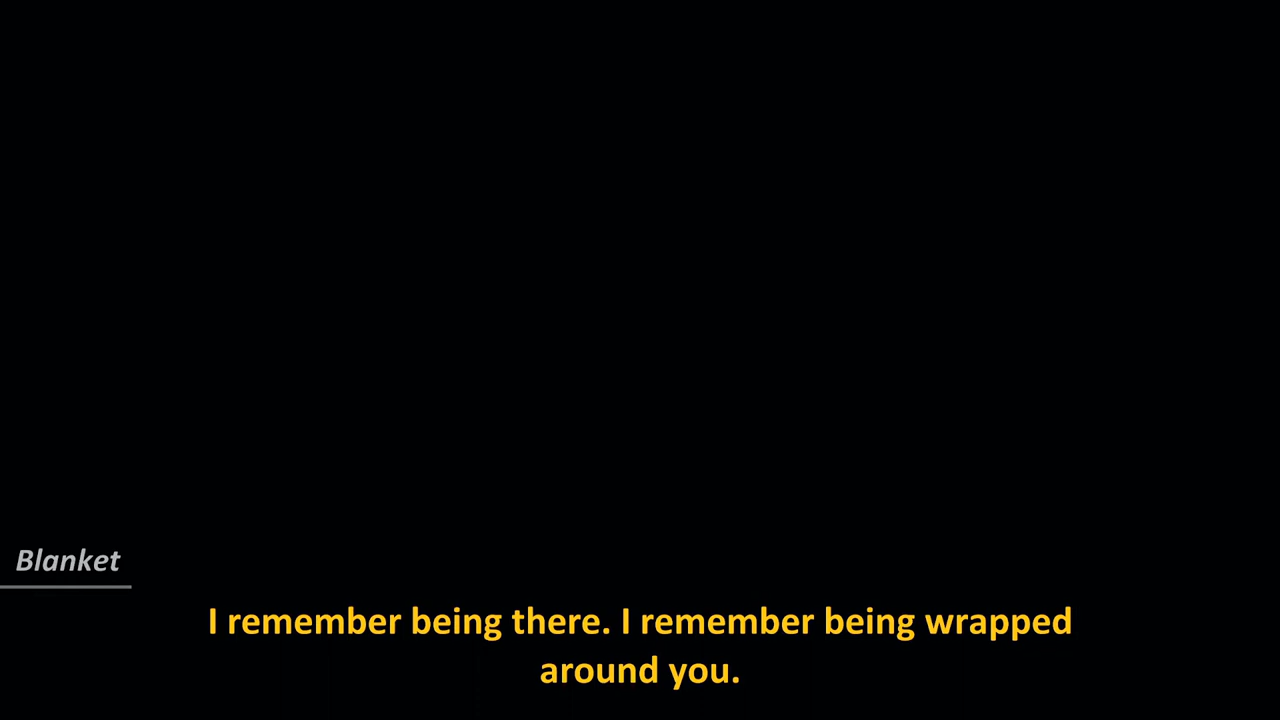 Blanket
I remember being there. I remember being wrapped
around you.